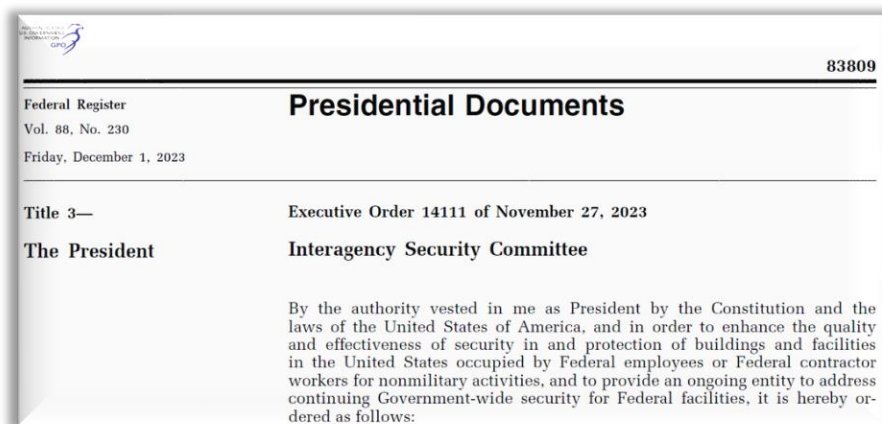 AUTHENTICATED
U.S. GOVERNMENT
INFORMATION
GPO
83809
Federal Register
Vol. 88, No. 230
Friday, December 1, 2023
Presidential Documents
Title 3—
The President
Executive Order 14111 of November 27, 2023
Interagency Security Committee
By the authority vested in me as President by the Constitution and the
laws of the United States of America, and in order to enhance the quality
and effectiveness of security in and protection of buildings and facilities
in the United States occupied by Federal employees or Federal contractor
workers for nonmilitary activities, and to provide an ongoing entity to address
continuing Government-wide security for Federal facilities, it is hereby or-
dered as follows: